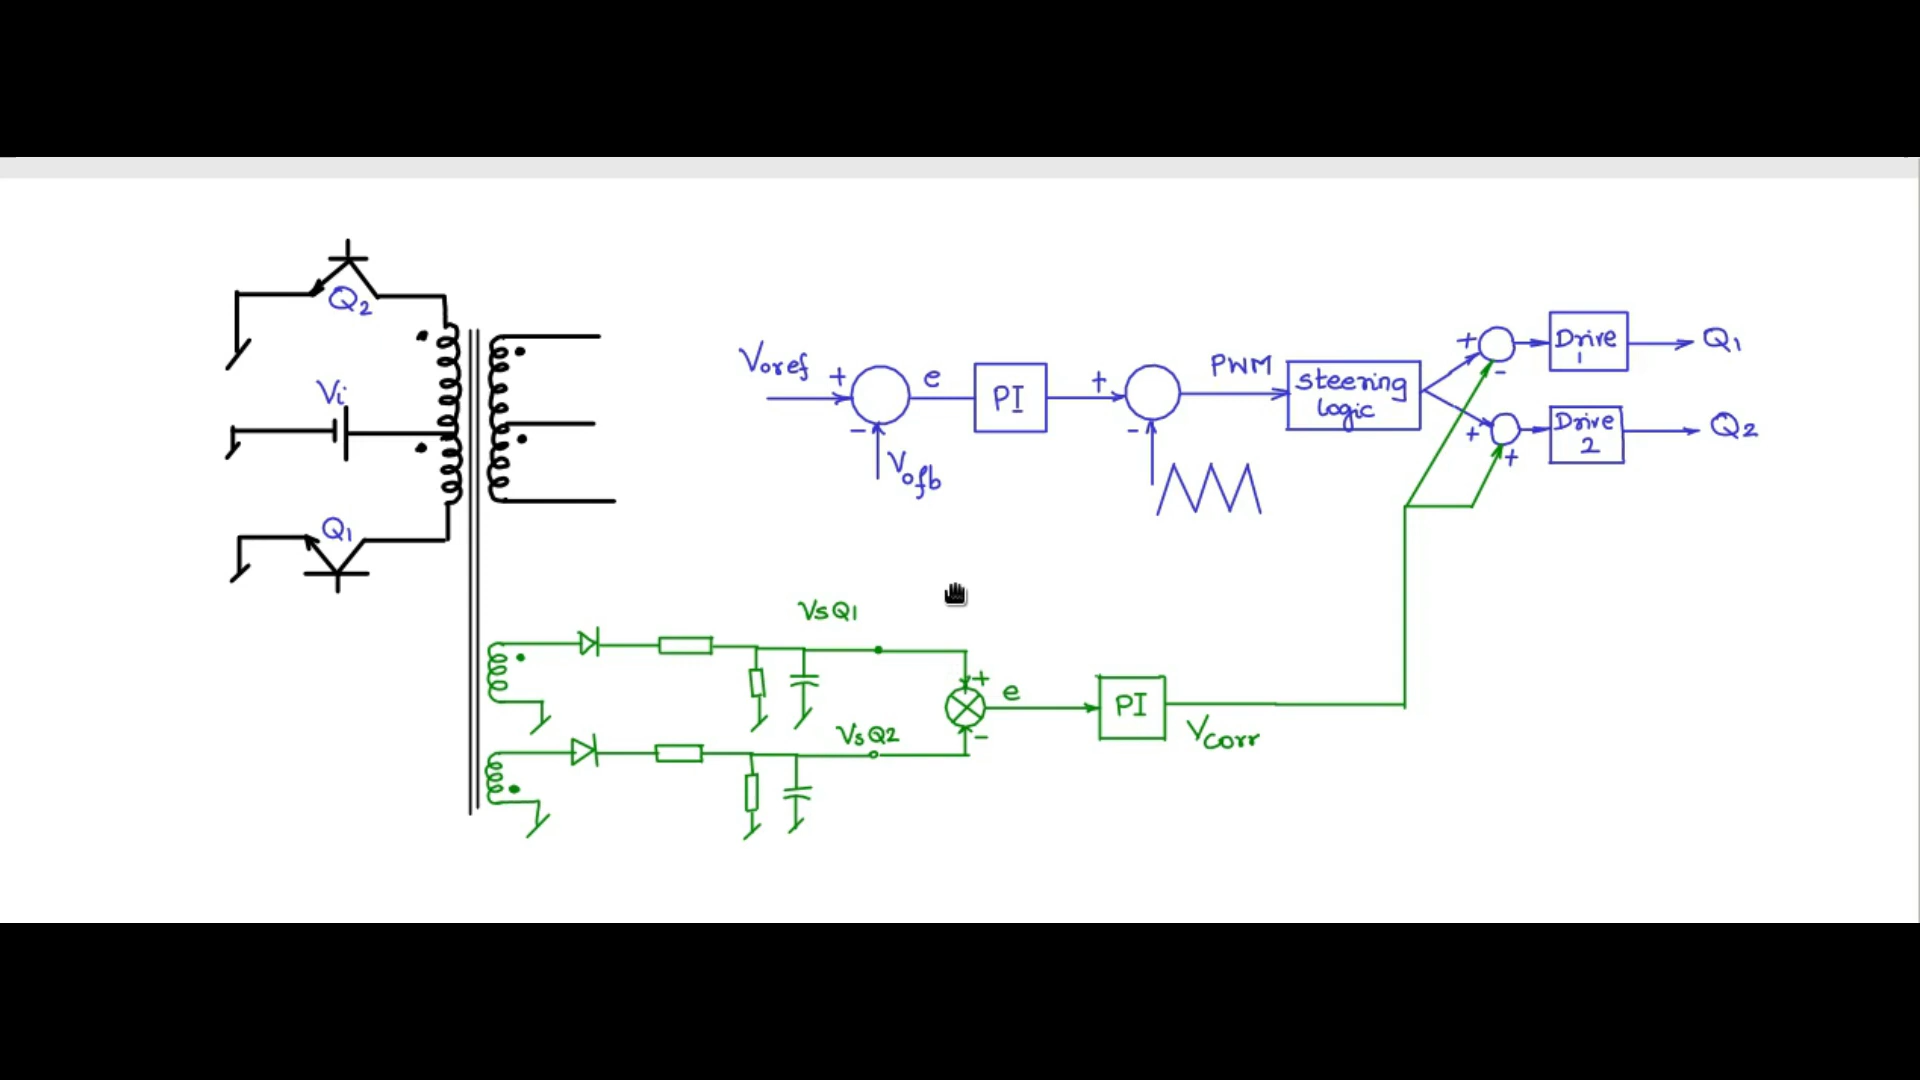 Q2
Vi
Q1
Voref
+
-
Vofb
e
PI
+
-
PWM
steering
logic
+
-
Drive
1
Q1
+
+
Drive
2
Q2
VsQ1
VsQ2
+
-
e
PI
Vcorr